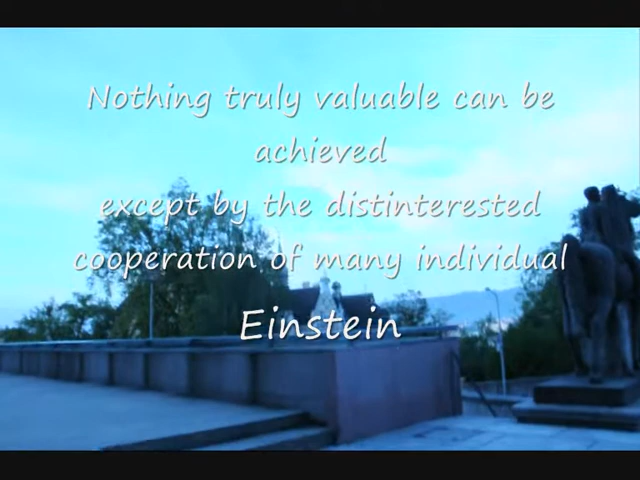 Nothing truly valuable can be
achieved
except by the distinterested
cooperation of many individual
Einstein